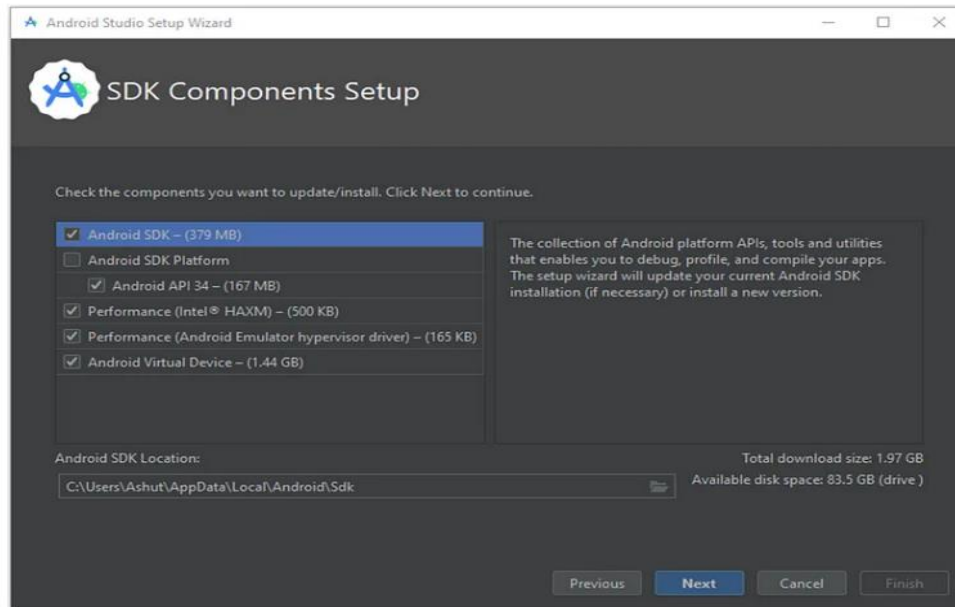 Android Studio Setup Wizard
SDK Components Setup
Check the components you want to update/install. Click Next to continue.
Android SDK – (379 MB)
Android SDK Platform
Android API 34 – (167 MB)
Performance (Intel® HAXM) – (500 KB)
Performance (Android Emulator hypervisor driver) – (165 KB)
Android Virtual Device – (1.44 GB)
The collection of Android platform APIs, tools and utilities
that enables you to debug, profile, and compile your apps.
The setup wizard will update your current Android SDK
installation (if necessary) or install a new version.
Android SDK Location:
Total download size: 1.97 GB
C:\Users\Ashut\AppData\Local\Android\Sdk
Available disk space: 83.5 GB (drive )
Previous
Next
Cancel
Finish